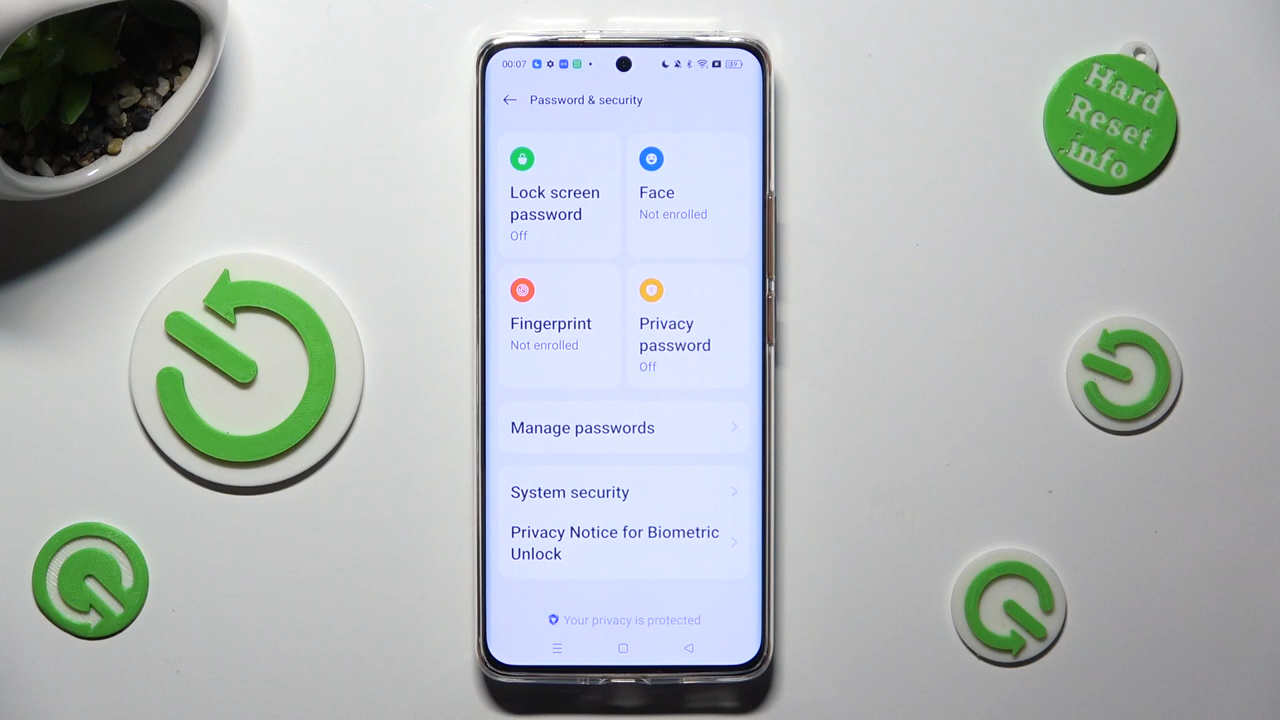 00:07
89
Password & security
Lock screen
password
Off
Face
Not enrolled
Fingerprint
Not enrolled
Privacy
password
Off
Manage passwords
System security
Privacy Notice for Biometric
Unlock
Your privacy is protected
Hard
Reset
info